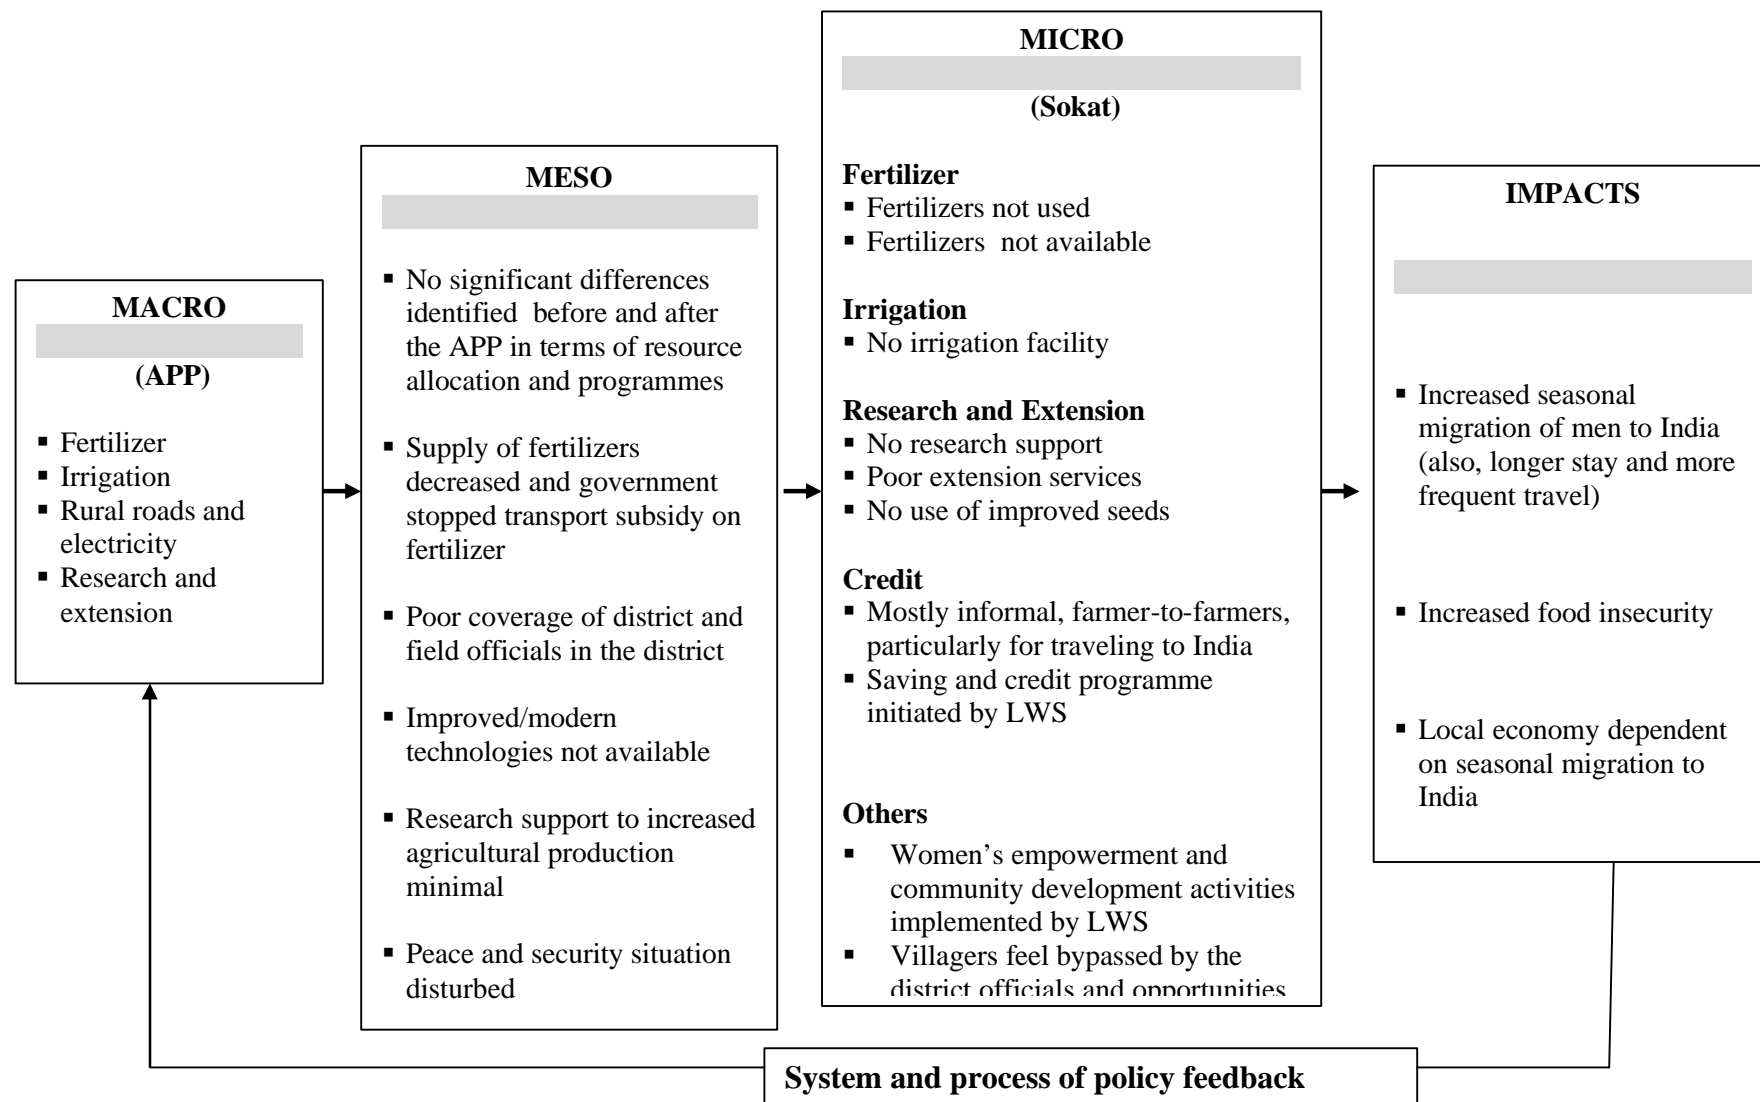 MACRO
(APP)
▪ Fertilizer
▪ Irrigation
▪ Rural roads and
electricity
▪ Research and
extension
MESO
▪ No significant differences
identified before and after
the APP in terms of resource
allocation and programmes
▪ Supply of fertilizers
decreased and government
stopped transport subsidy on
fertilizer
▪ Poor coverage of district and
field officials in the district
▪ Improved/modern
technologies not available
▪ Research support to increased
agricultural production
minimal
▪ Peace and security situation
disturbed
MICRO
(Sokat)
Fertilizer
▪ Fertilizers not used
▪ Fertilizers not available
Irrigation
▪ No irrigation facility
Research and Extension
▪ No research support
▪ Poor extension services
▪ No use of improved seeds
Credit
▪ Mostly informal, farmer-to-farmers,
particularly for traveling to India
▪ Saving and credit programme
initiated by LWS
Others
▪ Women’s empowerment and
community development activities
implemented by LWS
▪ Villagers feel bypassed by the
district officials and opportunities
IMPACTS
▪ Increased seasonal
migration of men to India
(also, longer stay and more
frequent travel)
▪ Increased food insecurity
▪ Local economy dependent
on seasonal migration to
India
System and process of policy feedback